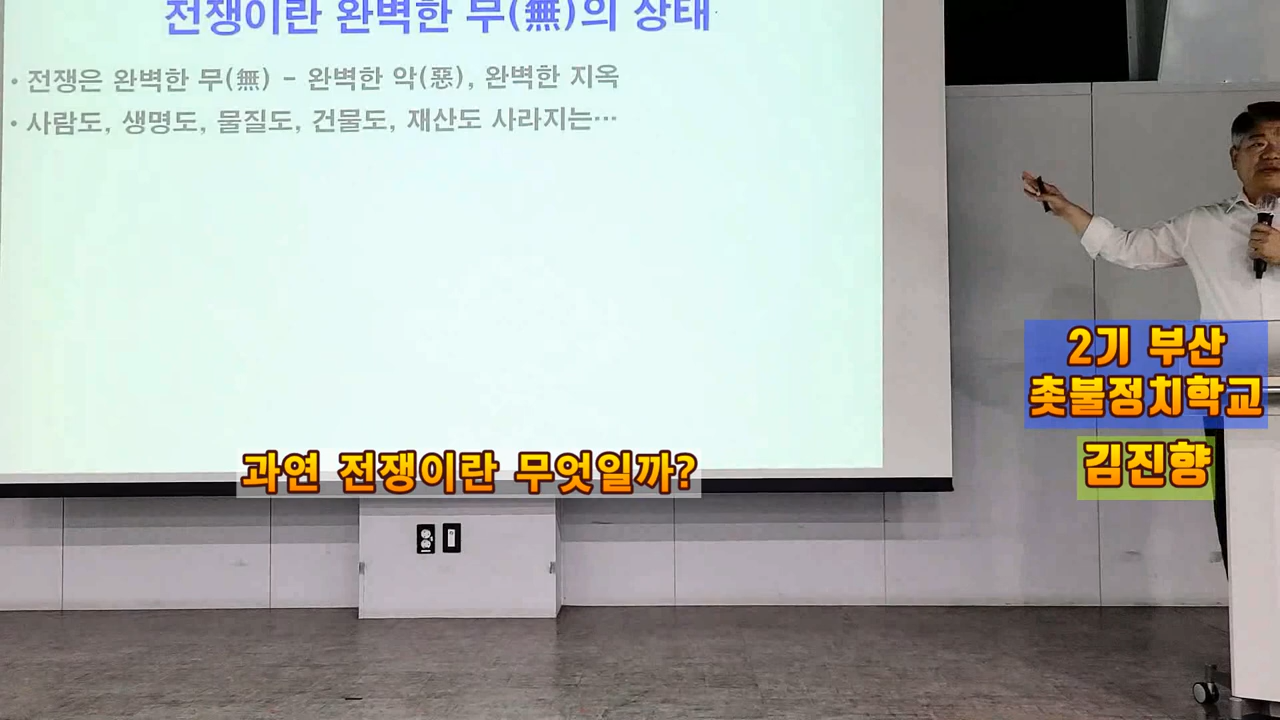 전쟁이란 완벽한 무(無)의 상태
• 전쟁은 완벽한 무(無) – 완벽한 악(惡), 완벽한 지옥
• 사람도, 생명도, 물질도, 건물도, 재산도 사라지는…
2기 부산
촛불정치학교
김진향
과연 전쟁이란 무엇일까?